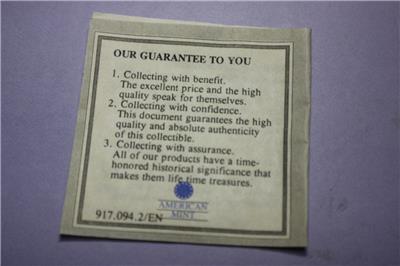 OUR GUARANTEE TO YOU
1. Collecting with benefit.
The excellent price and the high
quality speak for themselves.
2. Collecting with confidence.
This document guarantees the high
quality and absolute authenticity
of this collectible.
3. Collecting with assurance.
All of our products have a time-
honored historical significance that
makes them life time treasures.
AMERICAN
MINT
917.094.2/EN